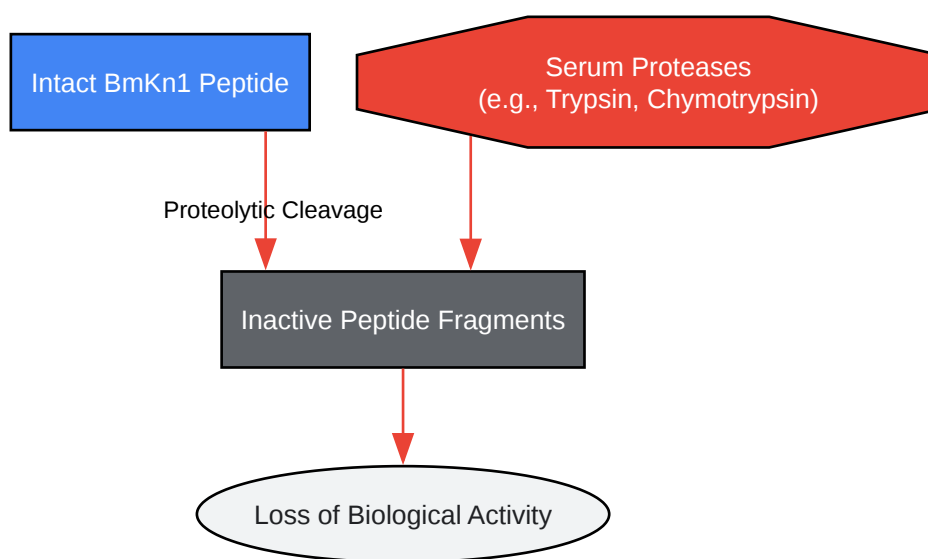 Intact BmKn1 Peptide
Serum Proteases
(e.g., Trypsin, Chymotrypsin)
Proteolytic Cleavage
Inactive Peptide Fragments
Loss of Biological Activity